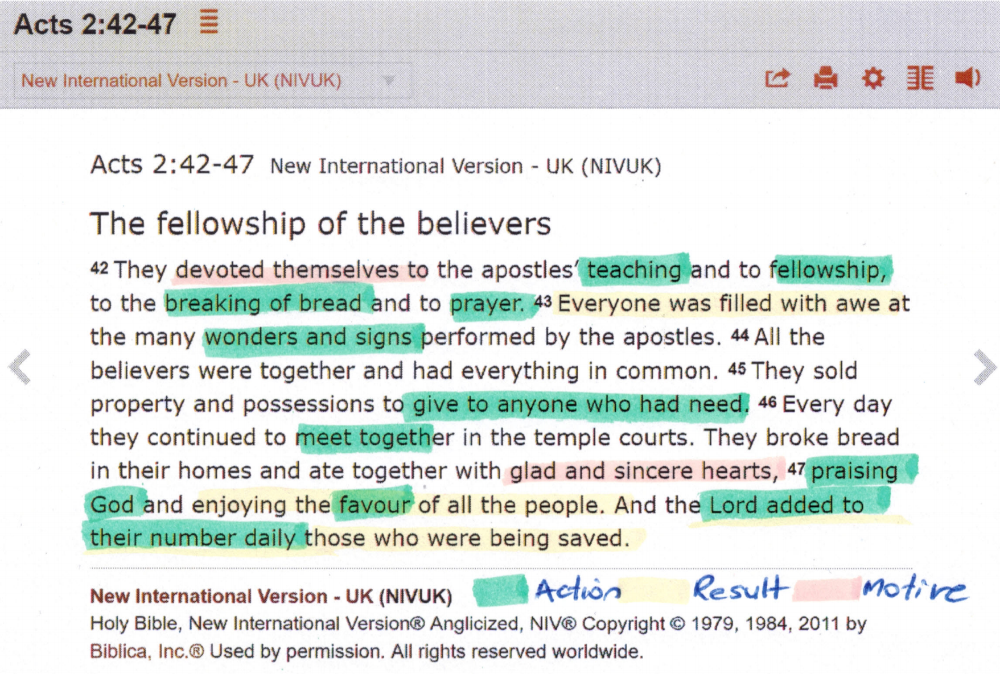 Acts 2:42-47
New International Version - UK (NIVUK)
Acts 2:42-47 New International Version - UK (NIVUK)
The fellowship of the believers
42 They devoted themselves to the apostles’ teaching and to fellowship,
to the breaking of bread and to prayer. 43 Everyone was filled with awe at
the many wonders and signs performed by the apostles. 44 All the
believers were together and had everything in common. 45 They sold
property and possessions to give to anyone who had need. 46 Every day
they continued to meet together in the temple courts. They broke bread
in their homes and ate together with glad and sincere hearts, 47 praising
God and enjoying the favour of all the people. And the Lord added to
their number daily those who were being saved.
New International Version - UK (NIVUK) Action Result Motive
Holy Bible, New International Version® Anglicized, NIV® Copyright © 1979, 1984, 2011 by
Biblica, Inc.® Used by permission. All rights reserved worldwide.